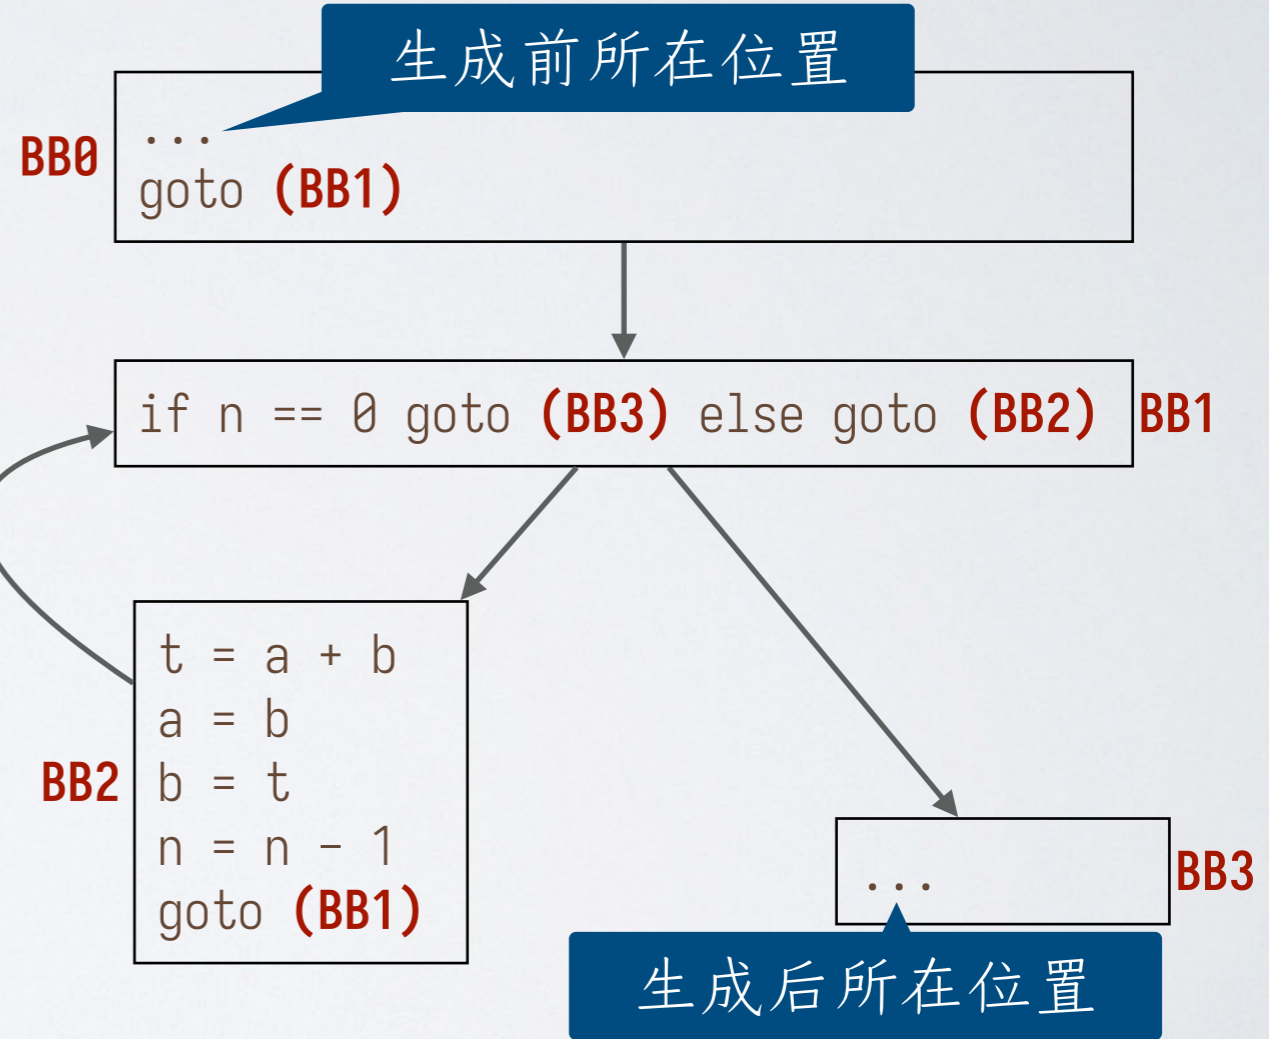 生成前所在位置
...
BB0
goto (BB1)
if n == 0 goto (BB3) else goto (BB2)
BB1
t = a + b
a = b
BB2
b = t
n = n - 1
goto (BB1)
...
BB3
生成后所在位置